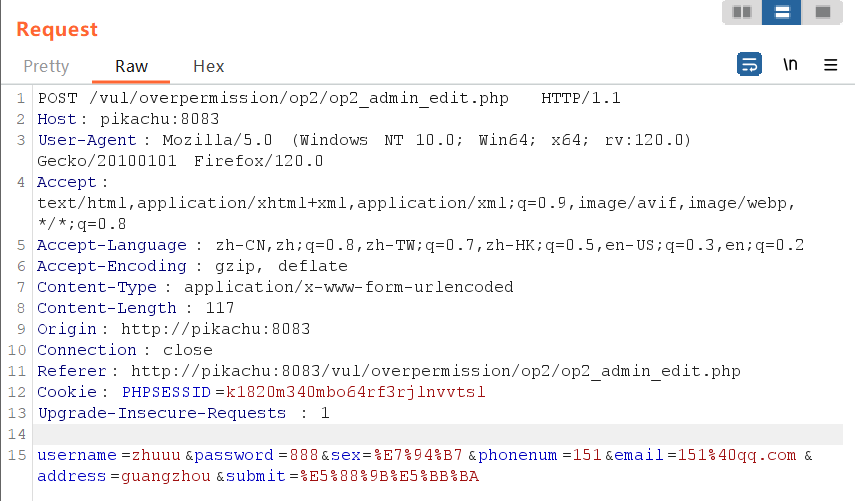 Request
Pretty Raw Hex
\n
1 POST /vul/overpermission/op2/op2_admin_edit.php HTTP/1.1
2 Host: pikachu:8083
3 User-Agent: Mozilla/5.0 (Windows NT 10.0; Win64; x64; rv:120.0)
Gecko/20100101 Firefox/120.0
4 Accept:
text/html,application/xhtml+xml,application/xml;q=0.9,image/avif,image/webp,
*/*;q=0.8
5 Accept-Language: zh-CN,zh;q=0.8,zh-TW;q=0.7,zh-HK;q=0.5,en-US;q=0.3,en;q=0.2
6 Accept-Encoding: gzip, deflate
7 Content-Type: application/x-www-form-urlencoded
8 Content-Length: 117
9 Origin: http://pikachu:8083
10 Connection: close
11 Referer: http://pikachu:8083/vul/overpermission/op2/op2_admin_edit.php
12 Cookie: PHPSESSID=k1820m340mbo64rf3rjlnvvtsl
13 Upgrade-Insecure-Requests: 1
14
15 username=zhuuu&password=888&sex=%E7%94%B7&phonenum=151&email=151%40qq.com&
address=guangzhou&submit=%E5%88%9B%E5%BB%BA